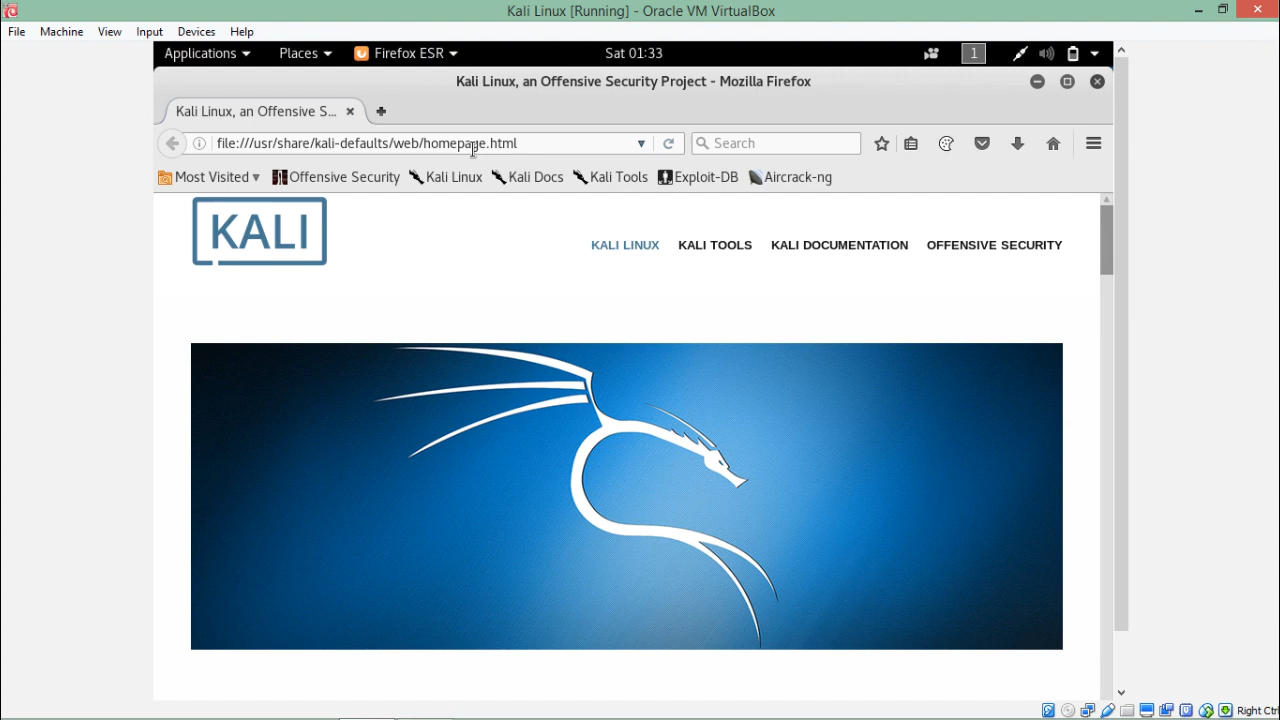 Kali Linux [Running] - Oracle VM VirtualBox
File Machine View Input Devices Help
Applications Places Firefox ESR Sat 01:33 1
Kali Linux, an Offensive Security Project - Mozilla Firefox
Kali Linux, an Offensive S...
file:///usr/share/kali-defaults/web/homepage.html Search
Most Visited Offensive Security Kali Linux Kali Docs Kali Tools Exploit-DB Aircrack-ng
KALI
KALI LINUX KALI TOOLS KALI DOCUMENTATION OFFENSIVE SECURITY
Right Ctrl